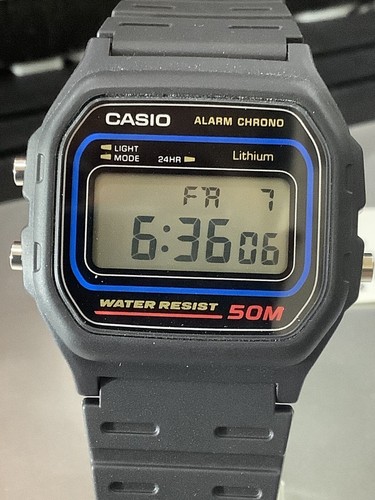 CASIO ALARM CHRONO
LIGHT
MODE 24HR Lithium
FR 7
6:36 06
WATER RESIST 50M